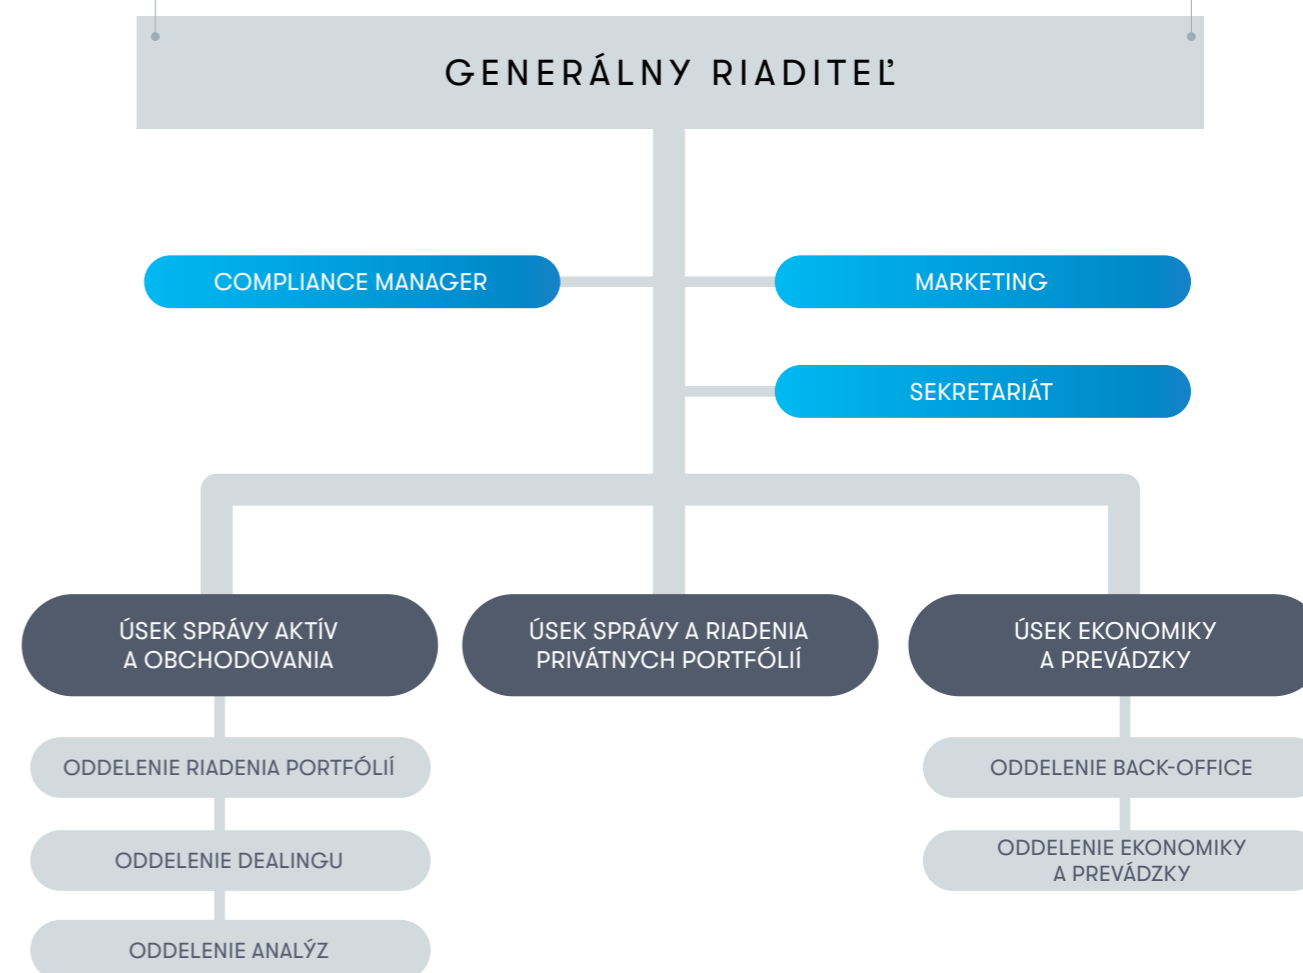 GENERÁLNY RIADITEĽ
COMPLIANCE MANAGER
MARKETING
SEKRETARIÁT
ÚSEK SPRÁVY AKTÍV
A OBCHODOVANIA
ÚSEK SPRÁVY A RIADENIA
PRIVÁTNYCH PORTFÓLIÍ
ÚSEK EKONOMIKY
A PREVÁDZKY
ODDELENIE RIADENIA PORTFÓLIÍ
ODDELENIE DEALINGU
ODDELENIE ANALÝZ
ODDELENIE BACK-OFFICE
ODDELENIE EKONOMIKY
A PREVÁDZKY